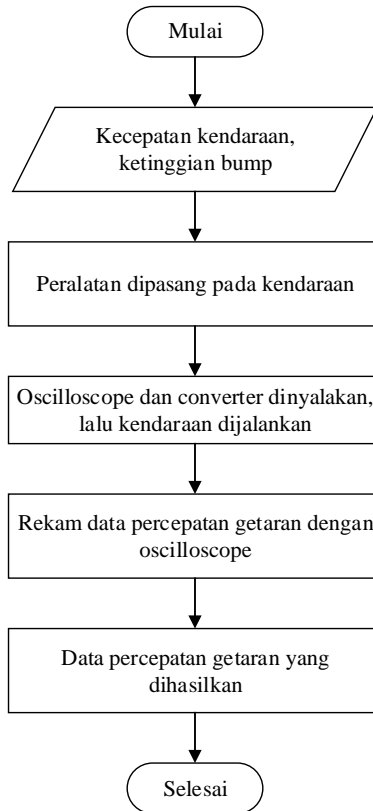 Mulai
Kecepatan kendaraan,
ketinggian bump
Peralatan dipasang pada kendaraan
Oscilloscope dan converter dinyalakan,
lalu kendaraan dijalankan
Rekam data percepatan getaran dengan
oscilloscope
Data percepatan getaran yang
dihasilkan
Selesai